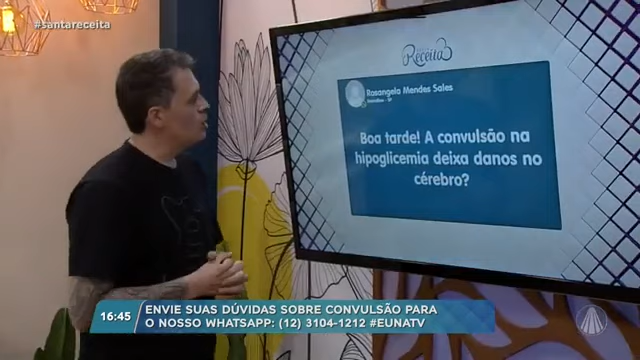 #santareceita
Receita
Rosangela Mendes Sales
Boa tarde! A convulsão na
hipoglicemia deixa danos no
cérebro?
16:45
ENVIE SUAS DÚVIDAS SOBRE CONVULSÃO PARA
O NOSSO WHATSAPP: (12) 3104-1212 #EUNATV